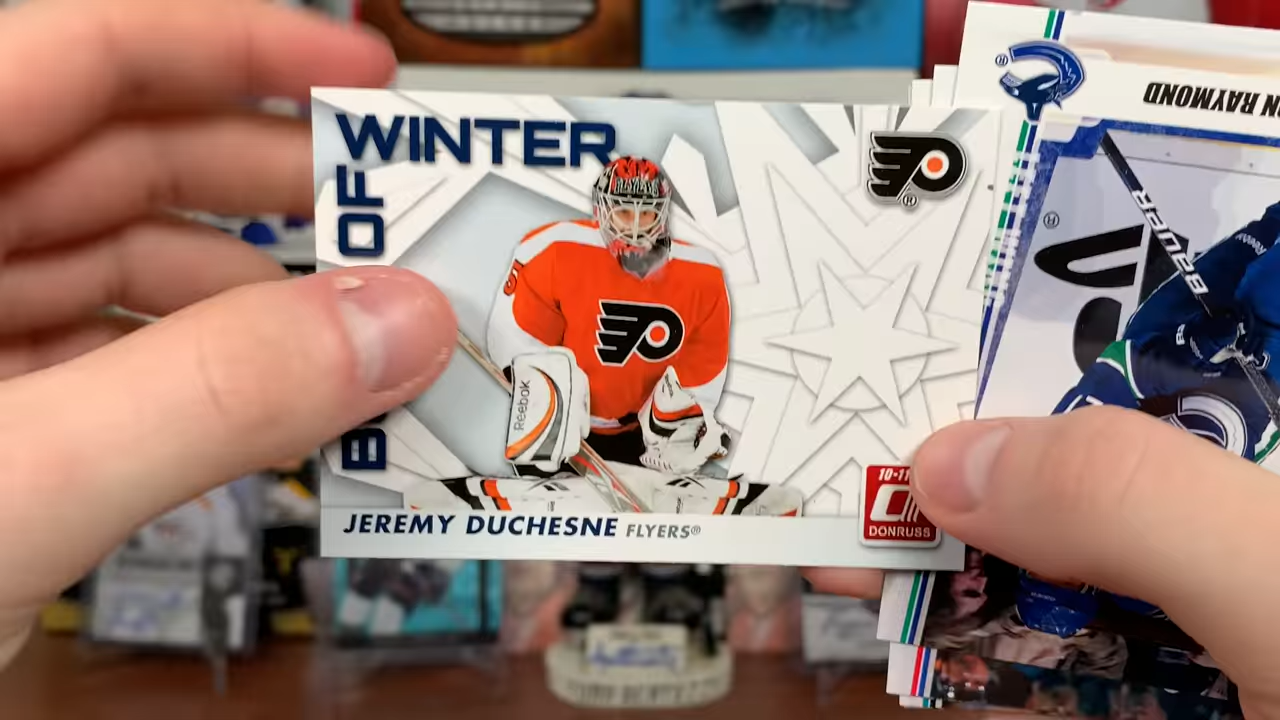 WINTER
OF
B
JEREMY DUCHESNE FLYERS®
10-11
DONRUSS
Reebok
N RAYMOND
BAUER